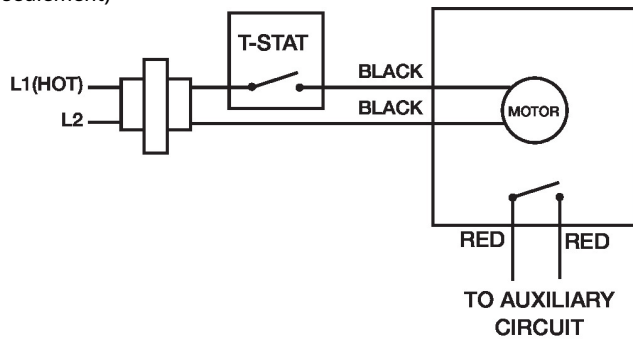 T-STAT
L1(HOT)
BLACK
L2
BLACK
MOTOR
RED
RED
TO AUXILIARY
CIRCUIT